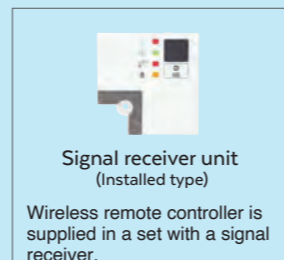 Signal receiver unit
(Installed type)
Wireless remote controller is
supplied in a set with a signal
receiver.